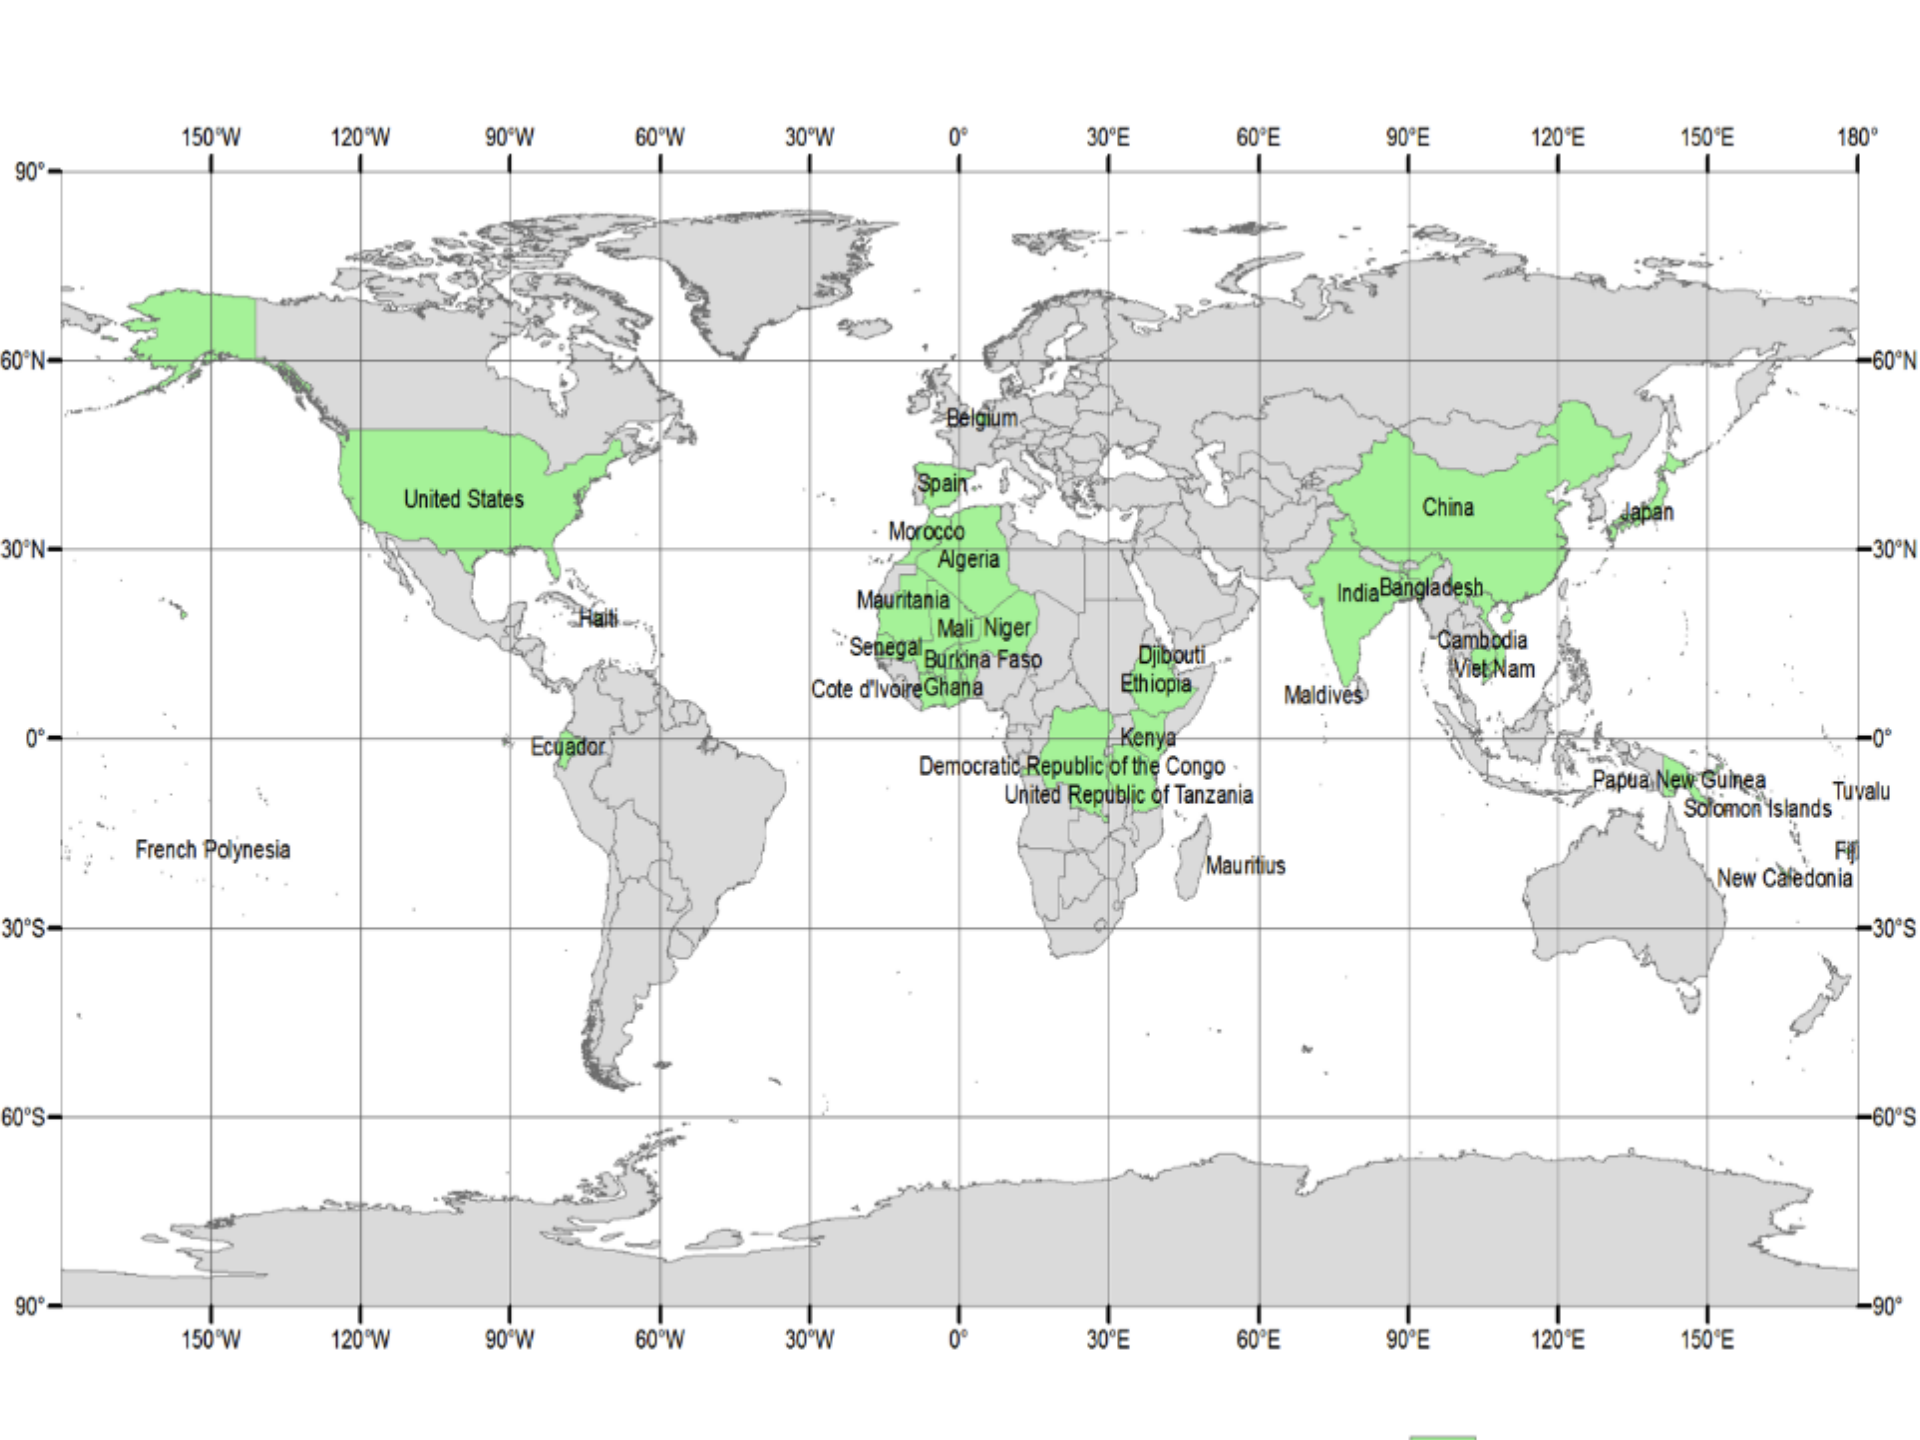 150°W 120°W 90°W 60°W 30°W 0° 30°E 60°E 90°E 120°E 150°E 180°
90°
60°N 60°N
Belgium
Spain
United States
China
Japan
Morocco
30°N 30°N
Algeria
India
Bangladesh
Mauritania
Haiti
Mali
Niger
Senegal
Cambodia
Djibouti
Burkina Faso
Viet Nam
Ethiopia
Cote d"Ivoire
Ghana
Maldives
0° 0°
Kenya
Ecuador
Democratic Republic of the Congo
Papua New Guinea
Tuvalu
United Republic of Tanzania
Solomon Islands
French Polynesia
Fiji
Mauritius
New Caledonia
30°S 30°S
60°S 60°S
90° 90°
150°W 120°W 90°W 60°W 30°W 0° 30°E 60°E 90°E 120°E 150°E